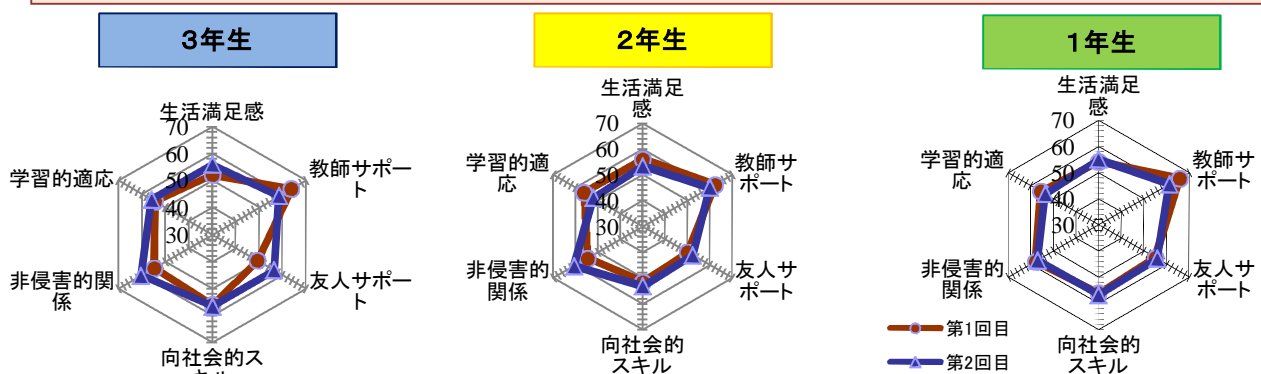 3年生
2年生
1年生
生活満足感
70
60
50
40
30
教師サポー
ト
友人サポー
ト
向社会的ス
キル
非侵害的関
係
学習的適応
生活満足
感
70
60
50
40
30
教師サ
ポート
友人サ
ポート
向社会的
スキル
非侵害的
関係
学習的適
応
生活満足
感
70
60
50
40
30
教師サ
ポート
友人サ
ポート
向社会的
スキル
非侵害的
関係
学習的適
応
第1回目
第2回目